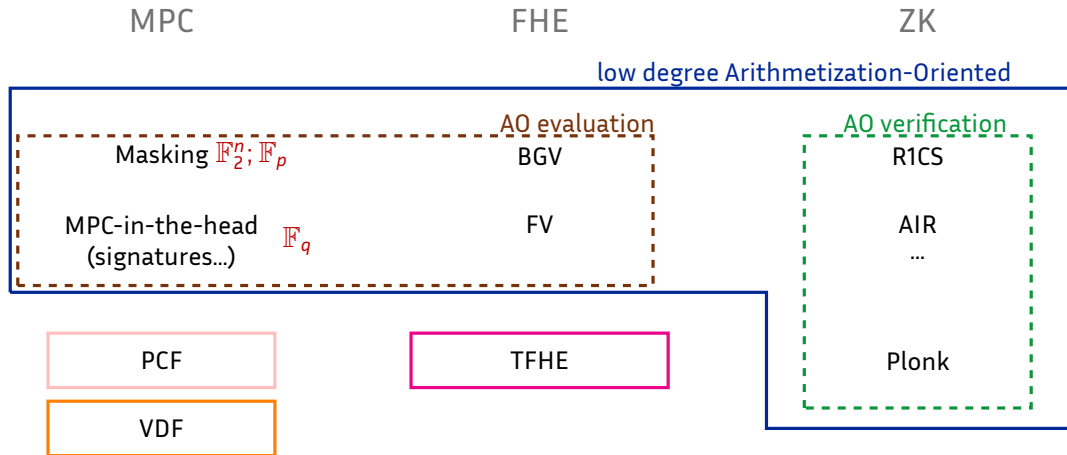 MPC FHE ZK
low degree Arithmetization-Oriented
AO evaluation AO verification
Masking 𝔽₂ⁿ; 𝔽ₚ BGV R1CS
MPC-in-the-head 𝔽_q FV AIR
(signatures…) …
PCF TFHE Plonk
VDF